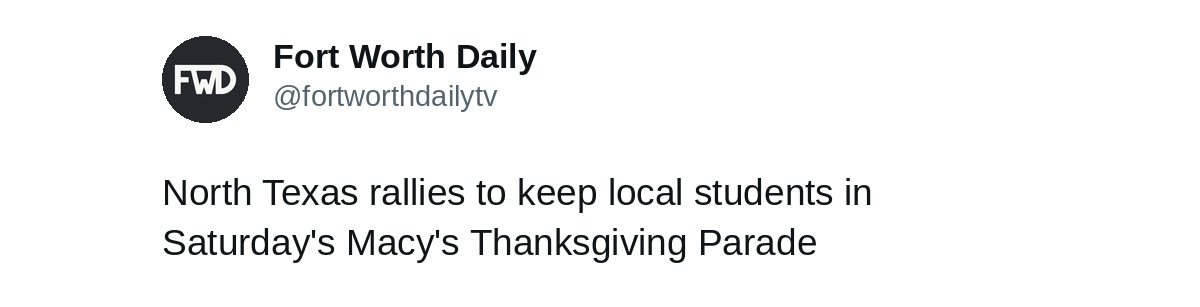 FWD
Fort Worth Daily
@fortworthdailytv
North Texas rallies to keep local students in
Saturday's Macy's Thanksgiving Parade